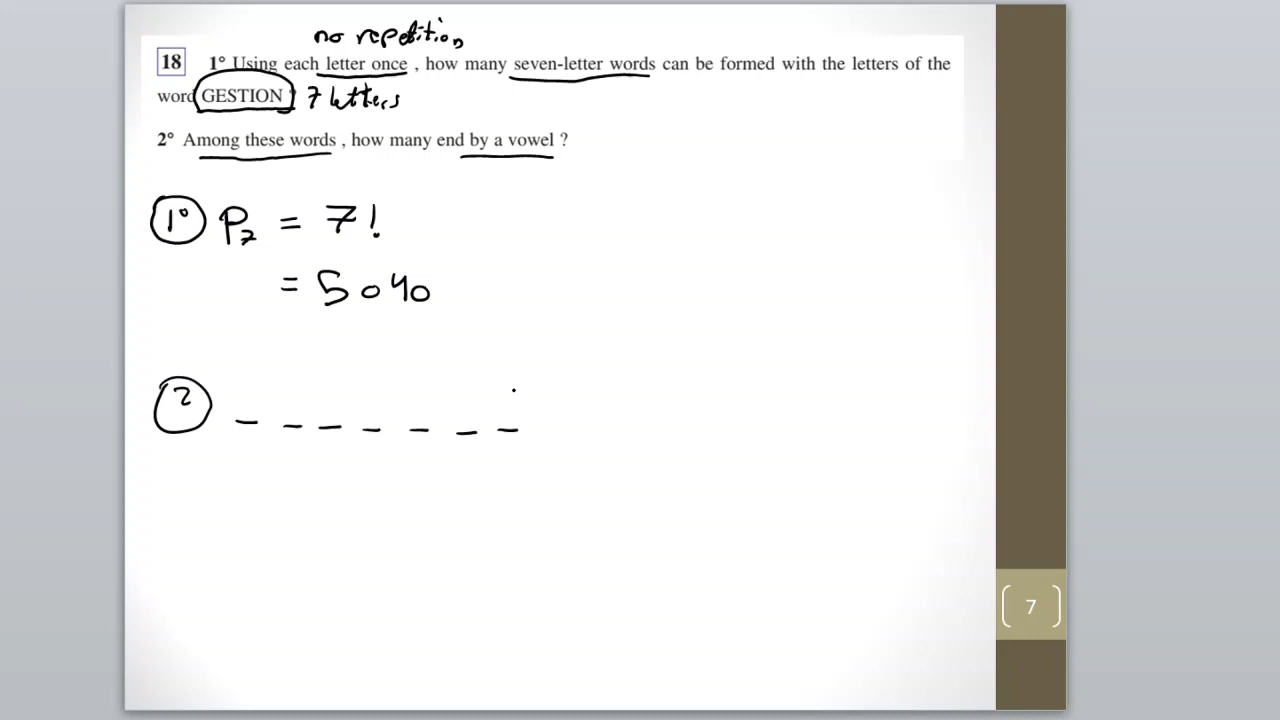 no repetition
18 1° Using each letter once , how many seven-letter words can be formed with the letters of the
word GESTION 7 letters
2° Among these words , how many end by a vowel ?
1° P7 = 7!
= 5040
2 _ _ _ _ _ _ _
7